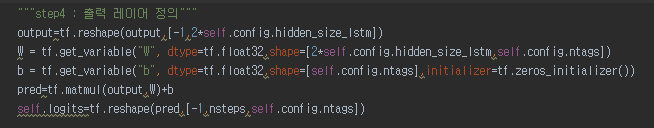 """step4 : 출력 레이어 정의"""
output=tf.reshape(output,[-1,2*self.config.hidden_size_lstm])
W = tf.get_variable("W", dtype=tf.float32,shape=[2*self.config.hidden_size_lstm,self.config.ntags])
b = tf.get_variable("b", dtype=tf.float32,shape=[self.config.ntags],initializer=tf.zeros_initializer())
pred=tf.matmul(output,W)+b
self.logits=tf.reshape(pred,[-1,nsteps,self.config.ntags])